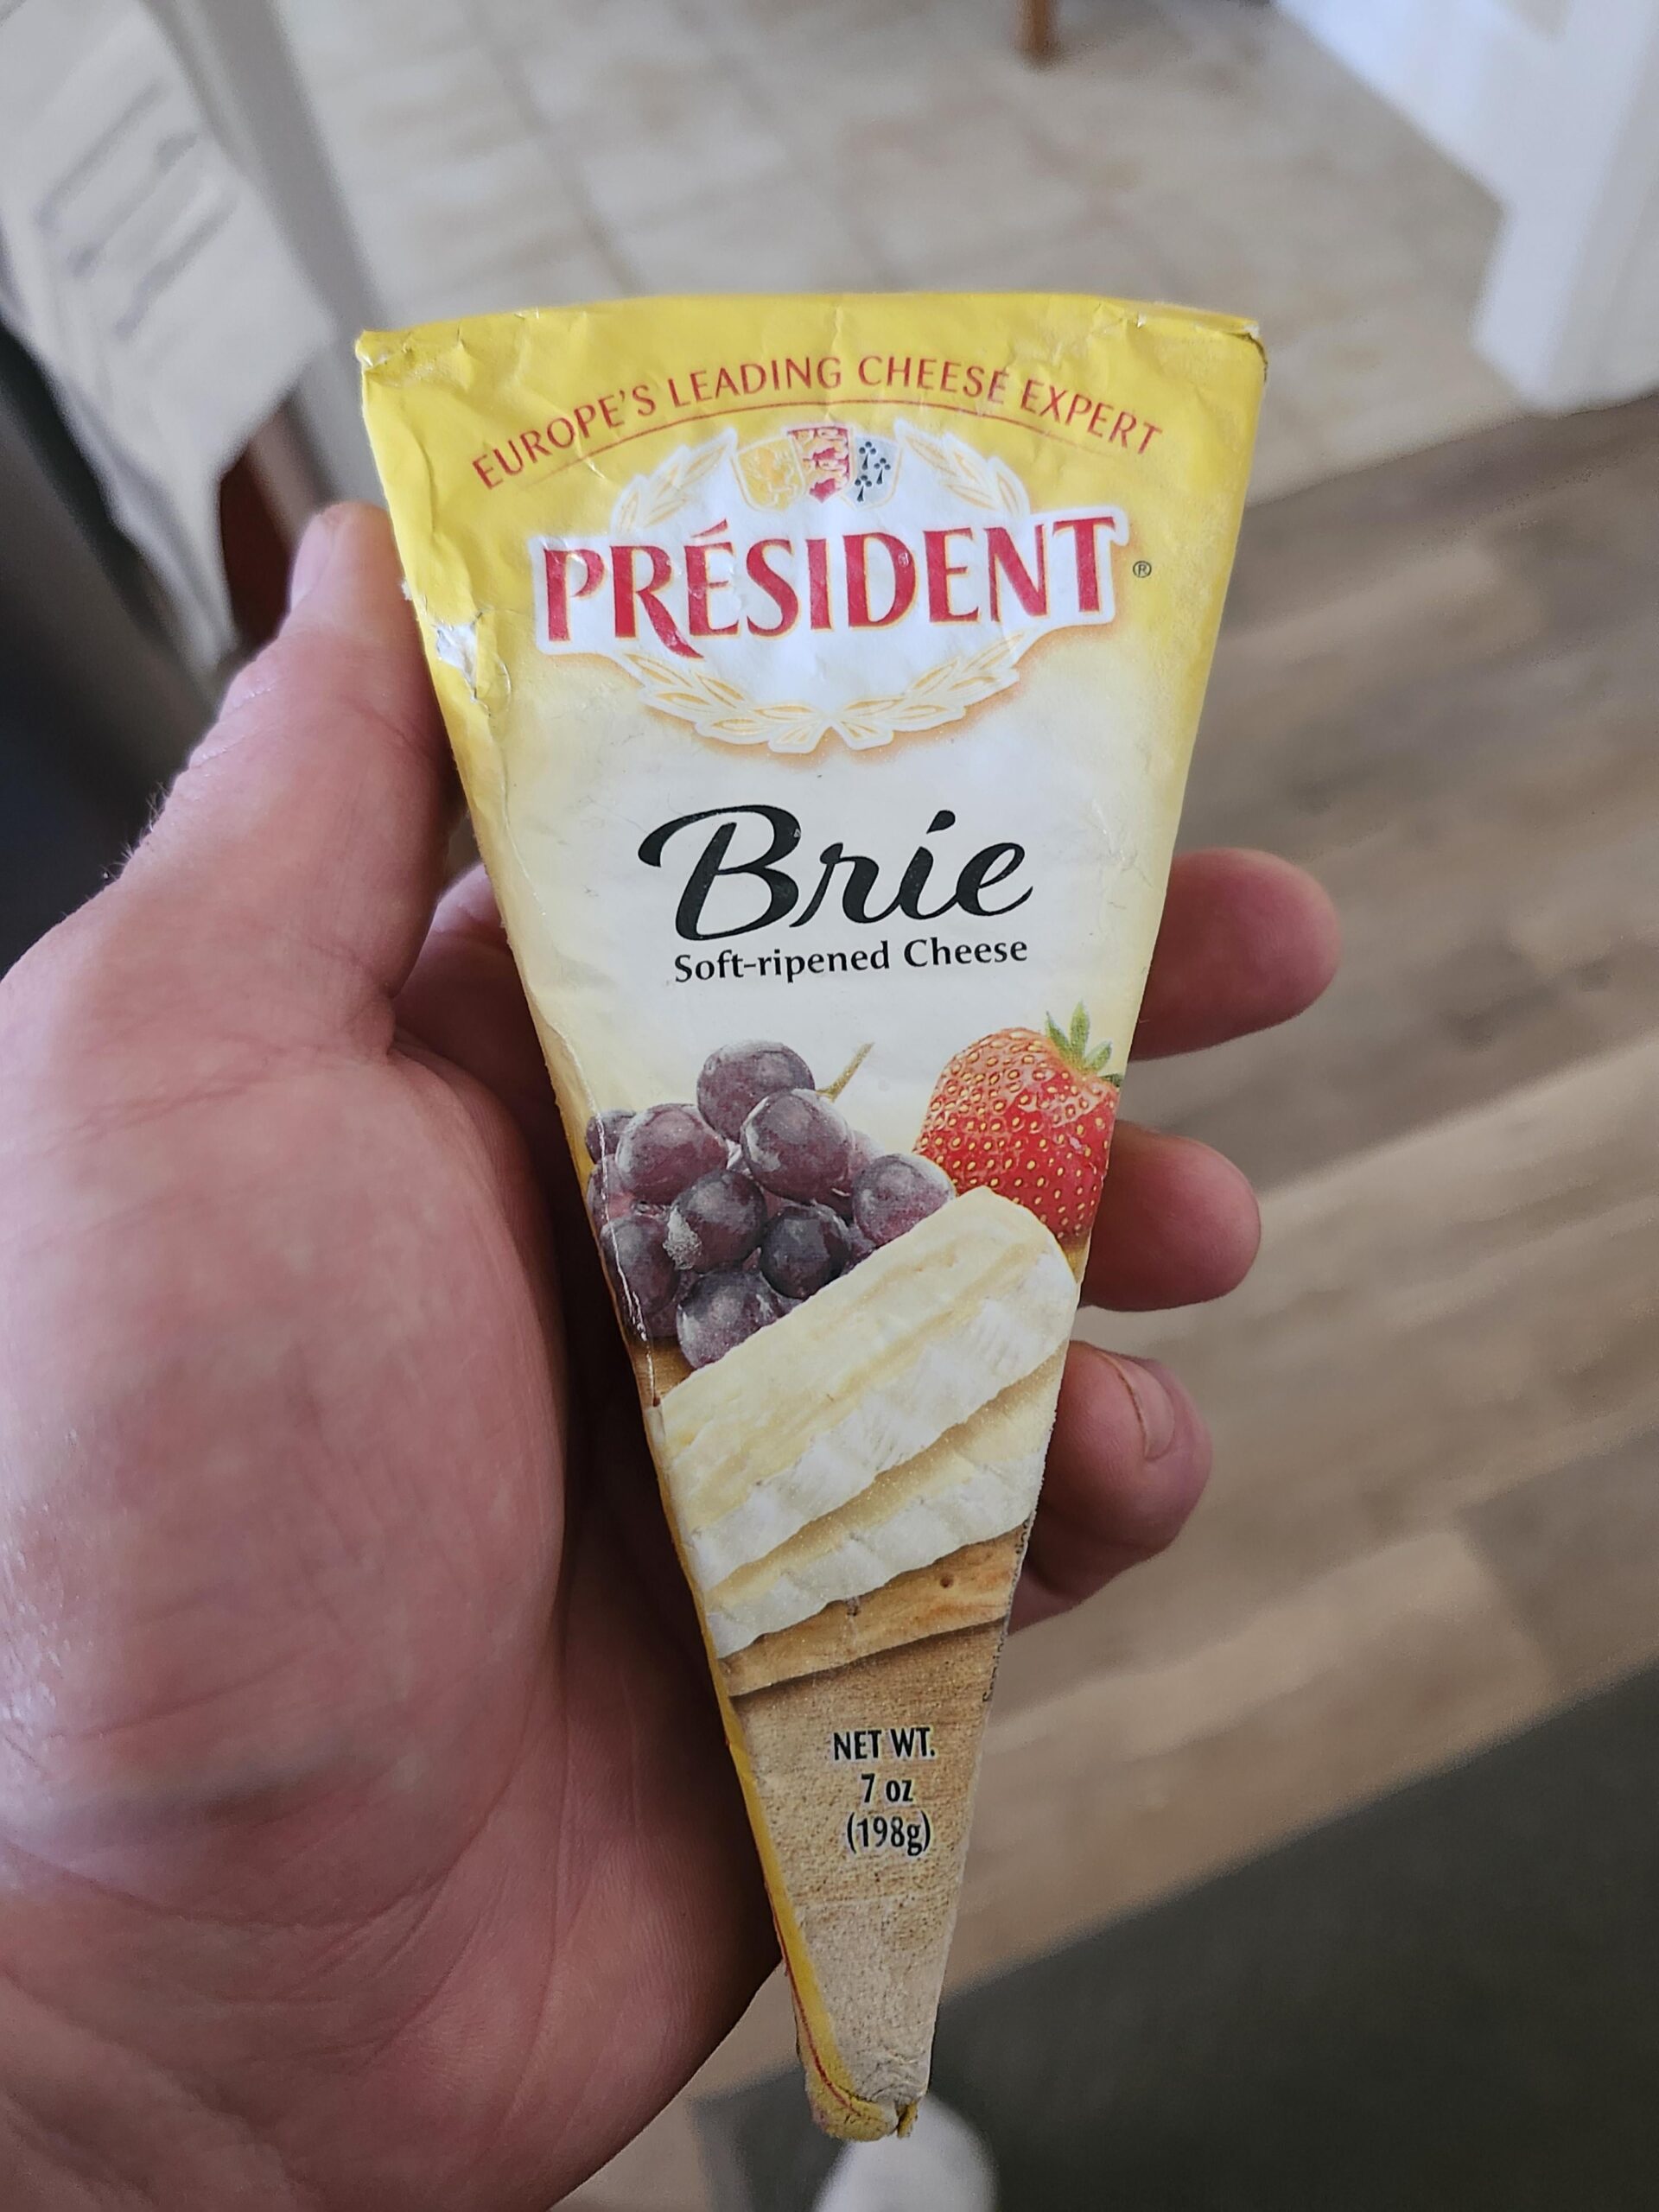 EUROPE'S LEADING CHEESE EXPERT
PRÉSIDENT®
Brie
Soft-ripened Cheese
NET WT.
7 oz
(198g)